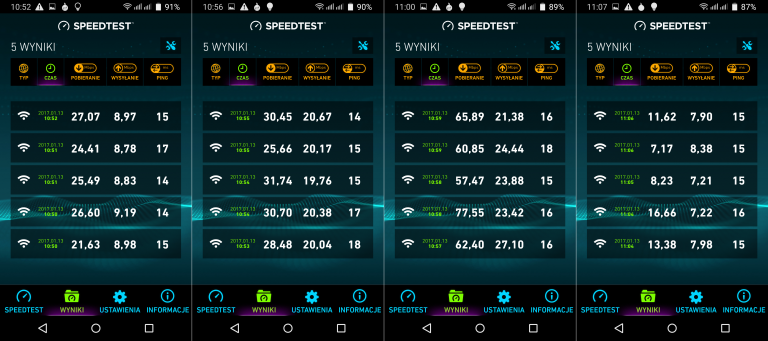 10:52 91%
SPEEDTEST™
5 WYNIKI
Mbps Mbps ms
TYP CZAS POBIERANIE WYSYŁANIE PING
2017.01.13 10:52 27,07 8,97 15
2017.01.13 10:51 24,41 8,78 17
2017.01.13 10:51 25,49 8,83 14
2017.01.13 10:50 26,60 9,19 14
2017.01.13 10:50 21,63 8,98 15
SPEEDTEST WYNIKI USTAWIENIA INFORMACJE
10:56 90%
SPEEDTEST™
5 WYNIKI
Mbps Mbps ms
TYP CZAS POBIERANIE WYSYŁANIE PING
2017.01.13 10:55 30,45 20,67 14
2017.01.13 10:55 25,66 20,17 15
2017.01.13 10:54 31,74 19,76 15
2017.01.13 10:54 30,70 20,38 17
2017.01.13 10:53 28,48 20,04 18
SPEEDTEST WYNIKI USTAWIENIA INFORMACJE
11:00 89%
SPEEDTEST™
5 WYNIKI
Mbps Mbps ms
TYP CZAS POBIERANIE WYSYŁANIE PING
2017.01.13 10:59 65,89 21,38 16
2017.01.13 10:59 60,85 24,44 18
2017.01.13 10:58 57,47 23,88 15
2017.01.13 10:58 77,55 23,42 16
2017.01.13 10:57 62,40 27,10 16
SPEEDTEST WYNIKI USTAWIENIA INFORMACJE
11:07 87%
SPEEDTEST™
5 WYNIKI
Mbps Mbps ms
TYP CZAS POBIERANIE WYSYŁANIE PING
2017.01.13 11:06 11,62 7,90 15
2017.01.13 11:06 7,17 8,38 15
2017.01.13 11:05 8,23 7,21 15
2017.01.13 11:04 16,66 7,22 16
2017.01.13 11:04 13,38 7,98 15
SPEEDTEST WYNIKI USTAWIENIA INFORMACJE